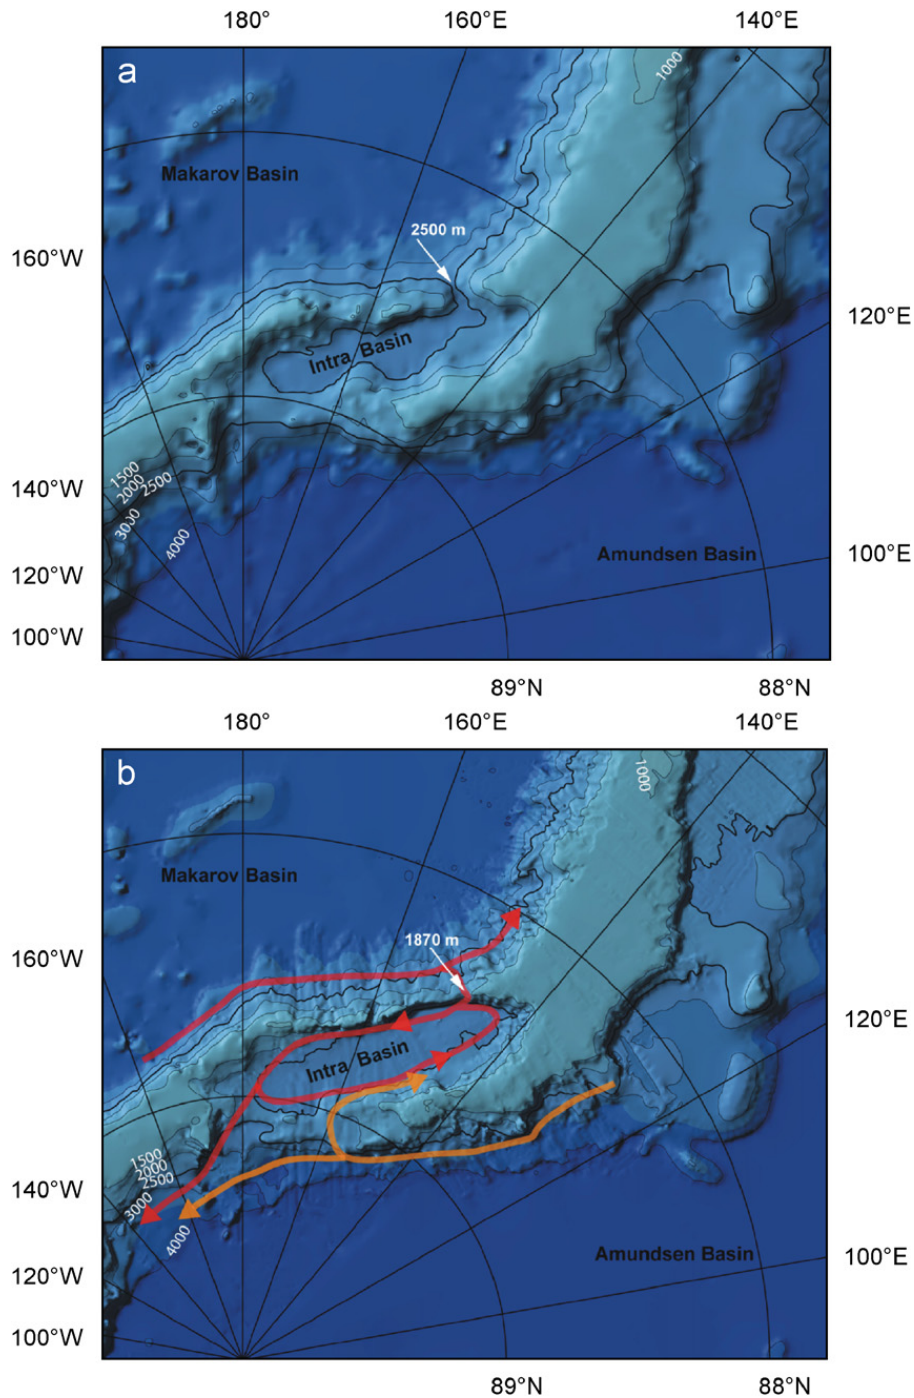 180° 160°E 140°E
a
1000
Makarov Basin
2500 m
160°W
120°E
Intra Basin
1500
2000
2500
140°W
3000
4000
Amundsen Basin
100°E
120°W
100°W
89°N 88°N
180° 160°E 140°E
b
1000
Makarov Basin
1870 m
160°W
120°E
Intra Basin
1500
2000
2500
140°W
3000
4000
Amundsen Basin
100°E
120°W
100°W
89°N 88°N